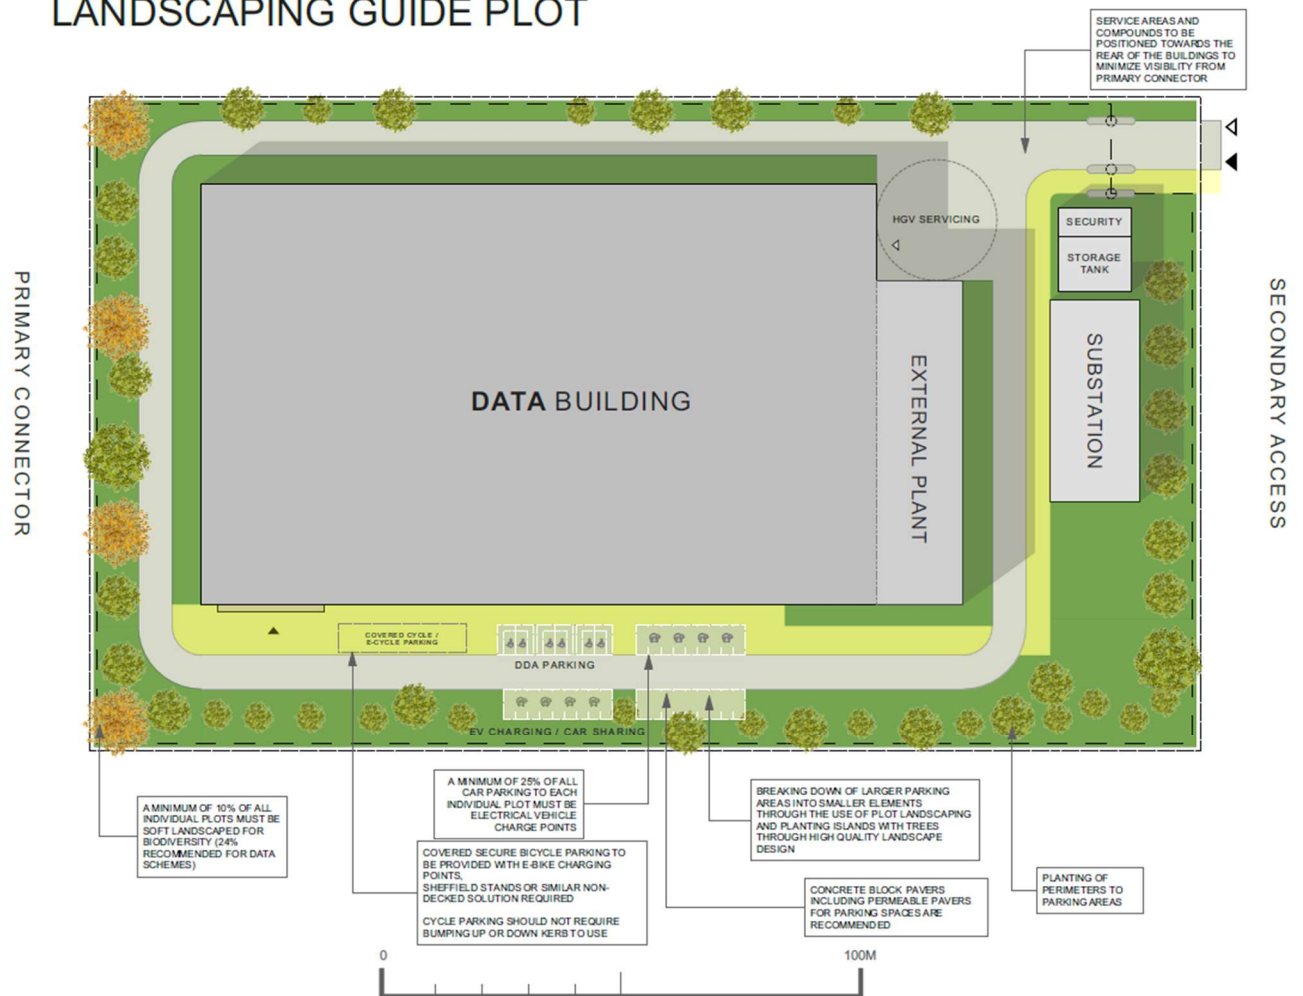 LANDSCAPING GUIDE PLOT
SERVICE AREAS AND
COMPOUNDS TO BE
POSITIONED TOWARDS THE
REAR OF THE BUILDINGS TO
MINIMIZE VISIBILITY FROM
PRIMARY CONNECTOR
HGV SERVICING
SECURITY
STORAGE
TANK
PRIMARY CONNECTOR
DATA BUILDING
EXTERNAL PLANT
SUBSTATION
SECONDARY ACCESS
COVERED CYCLE /
E-CYCLE PARKING
DDA PARKING
EV CHARGING / CAR SHARING
A MINIMUM OF 10% OF ALL
INDIVIDUAL PLOTS MUST BE
SOFT LANDSCAPED FOR
BIODIVERSITY (24%
RECOMMENDED FOR DATA
SCHEMES)
A MINIMUM OF 25% OF ALL
CAR PARKING TO EACH
INDIVIDUAL PLOT MUST BE
ELECTRICAL VEHICLE
CHARGE POINTS
COVERED SECURE BICYCLE PARKING TO
BE PROVIDED WITH E-BIKE CHARGING
POINTS,
SHEFFIELD STANDS OR SIMILAR NON-
DECKED SOLUTION REQUIRED
CYCLE PARKING SHOULD NOT REQUIRE
BUMPING UP OR DOWN KERB TO USE
BREAKING DOWN OF LARGER PARKING
AREAS INTO SMALLER ELEMENTS
THROUGH THE USE OF PLOT LANDSCAPING
AND PLANTING ISLANDS WITH TREES
THROUGH HIGH QUALITY LANDSCAPE
DESIGN
CONCRETE BLOCK PAVERS
INCLUDING PERMEABLE PAVERS
FOR PARKING SPACES ARE
RECOMMENDED
PLANTING OF
PERIMETERS TO
PARKING AREAS
0
100M